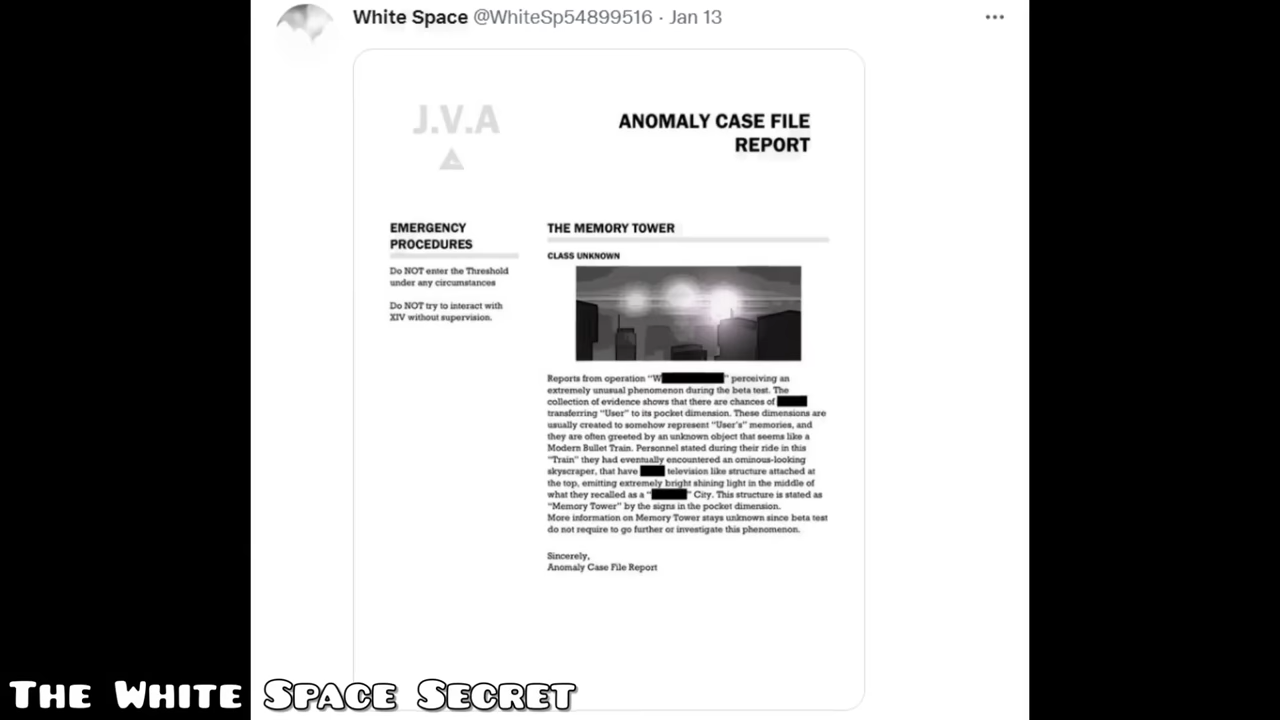 White Space @WhiteSp54899516 · Jan 13
J.V.A
ANOMALY CASE FILE
REPORT
EMERGENCY
PROCEDURES
Do NOT enter the Threshold
under any circumstances
Do NOT try to interact with
XIV without supervision.
THE MEMORY TOWER
CLASS UNKNOWN
Reports from operation “W” perceiving an
extremely unusual phenomenon during the beta test. The
collection of evidence shows that there are chances of
transferring “User” to its pocket dimension. These dimensions are
usually created to somehow represent “User's” memories, and
they are often greeted by an unknown object that seems like a
Modern Bullet Train. Personnel stated during their ride in this
“Train” they had eventually encountered an ominous-looking
skyscraper, that have television like structure attached at
the top, emitting extremely bright shining light in the middle of
what they recalled as a “” City. This structure is stated as
“Memory Tower” by the signs in the pocket dimension.
More information on Memory Tower stays unknown since beta test
do not require to go further or investigate this phenomenon.
Sincerely,
Anomaly Case File Report
The White Space Secret